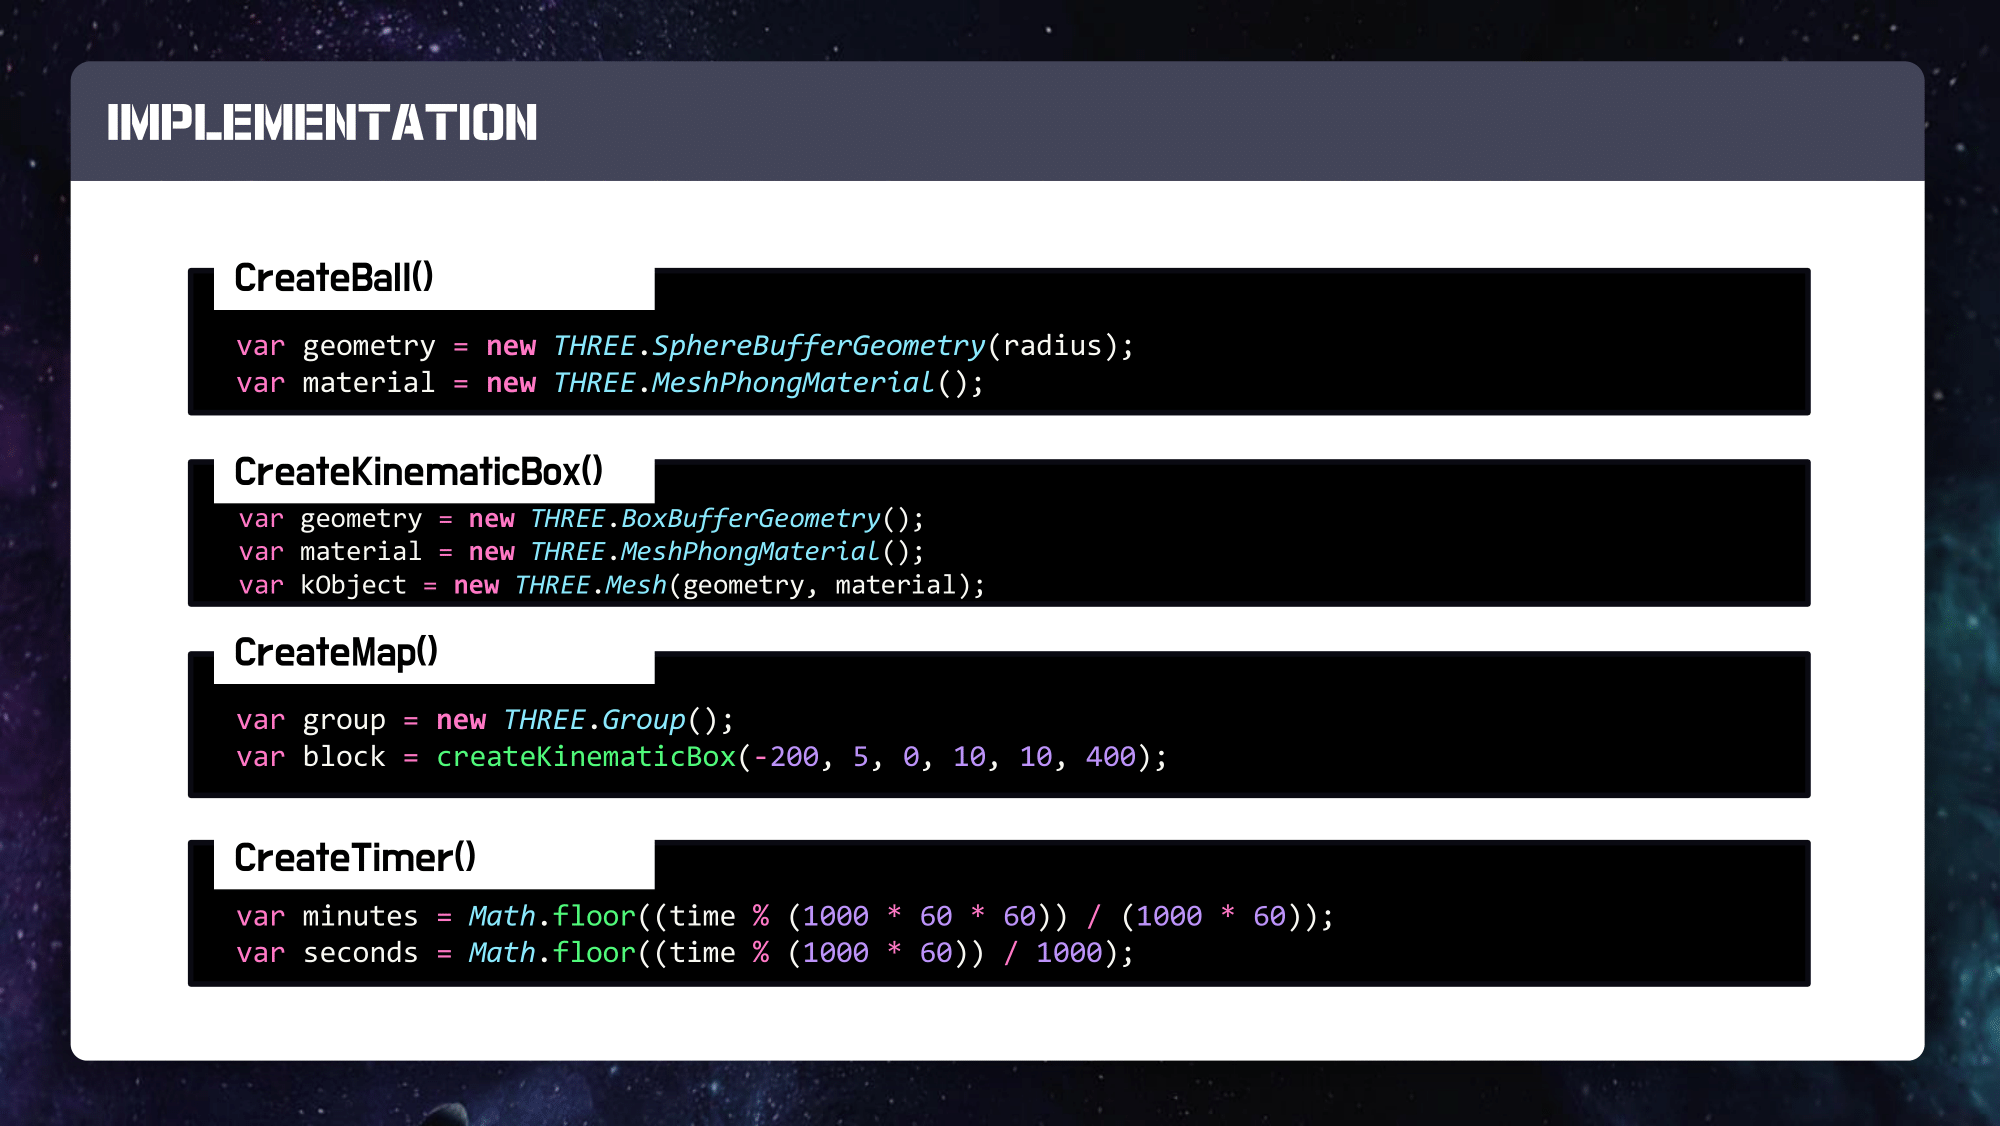 IMPLEMENTATION
CreateBall()
var geometry = new THREE.SphereBufferGeometry(radius);
var material = new THREE.MeshPhongMaterial();
CreateKinematicBox()
var geometry = new THREE.BoxBufferGeometry();
var material = new THREE.MeshPhongMaterial();
var kObject = new THREE.Mesh(geometry, material);
CreateMap()
var group = new THREE.Group();
var block = createKinematicBox(-200, 5, 0, 10, 10, 400);
CreateTimer()
var minutes = Math.floor((time % (1000 * 60 * 60)) / (1000 * 60));
var seconds = Math.floor((time % (1000 * 60)) / 1000);